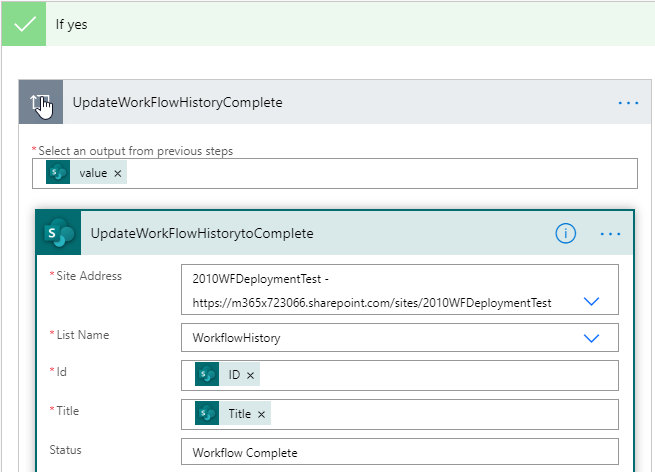 If yes
UpdateWorkFlowHistoryComplete
*Select an output from previous steps
value ×
UpdateWorkFlowHistorytoComplete
*Site Address
2010WFDeploymentTest -
https://m365x723066.sharepoint.com/sites/2010WFDeploymentTest
*List Name
WorkflowHistory
*Id
ID ×
*Title
Title ×
Status
Workflow Complete